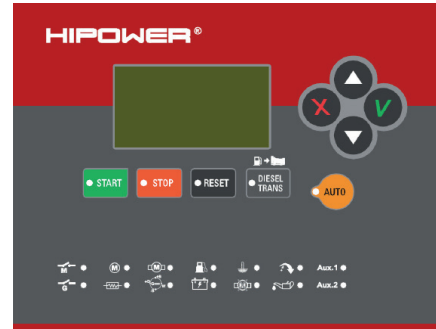 HIPOWER®
X V
START STOP RESET DIESEL
TRANS AUTO
M M M Aux.1
G M Aux.2